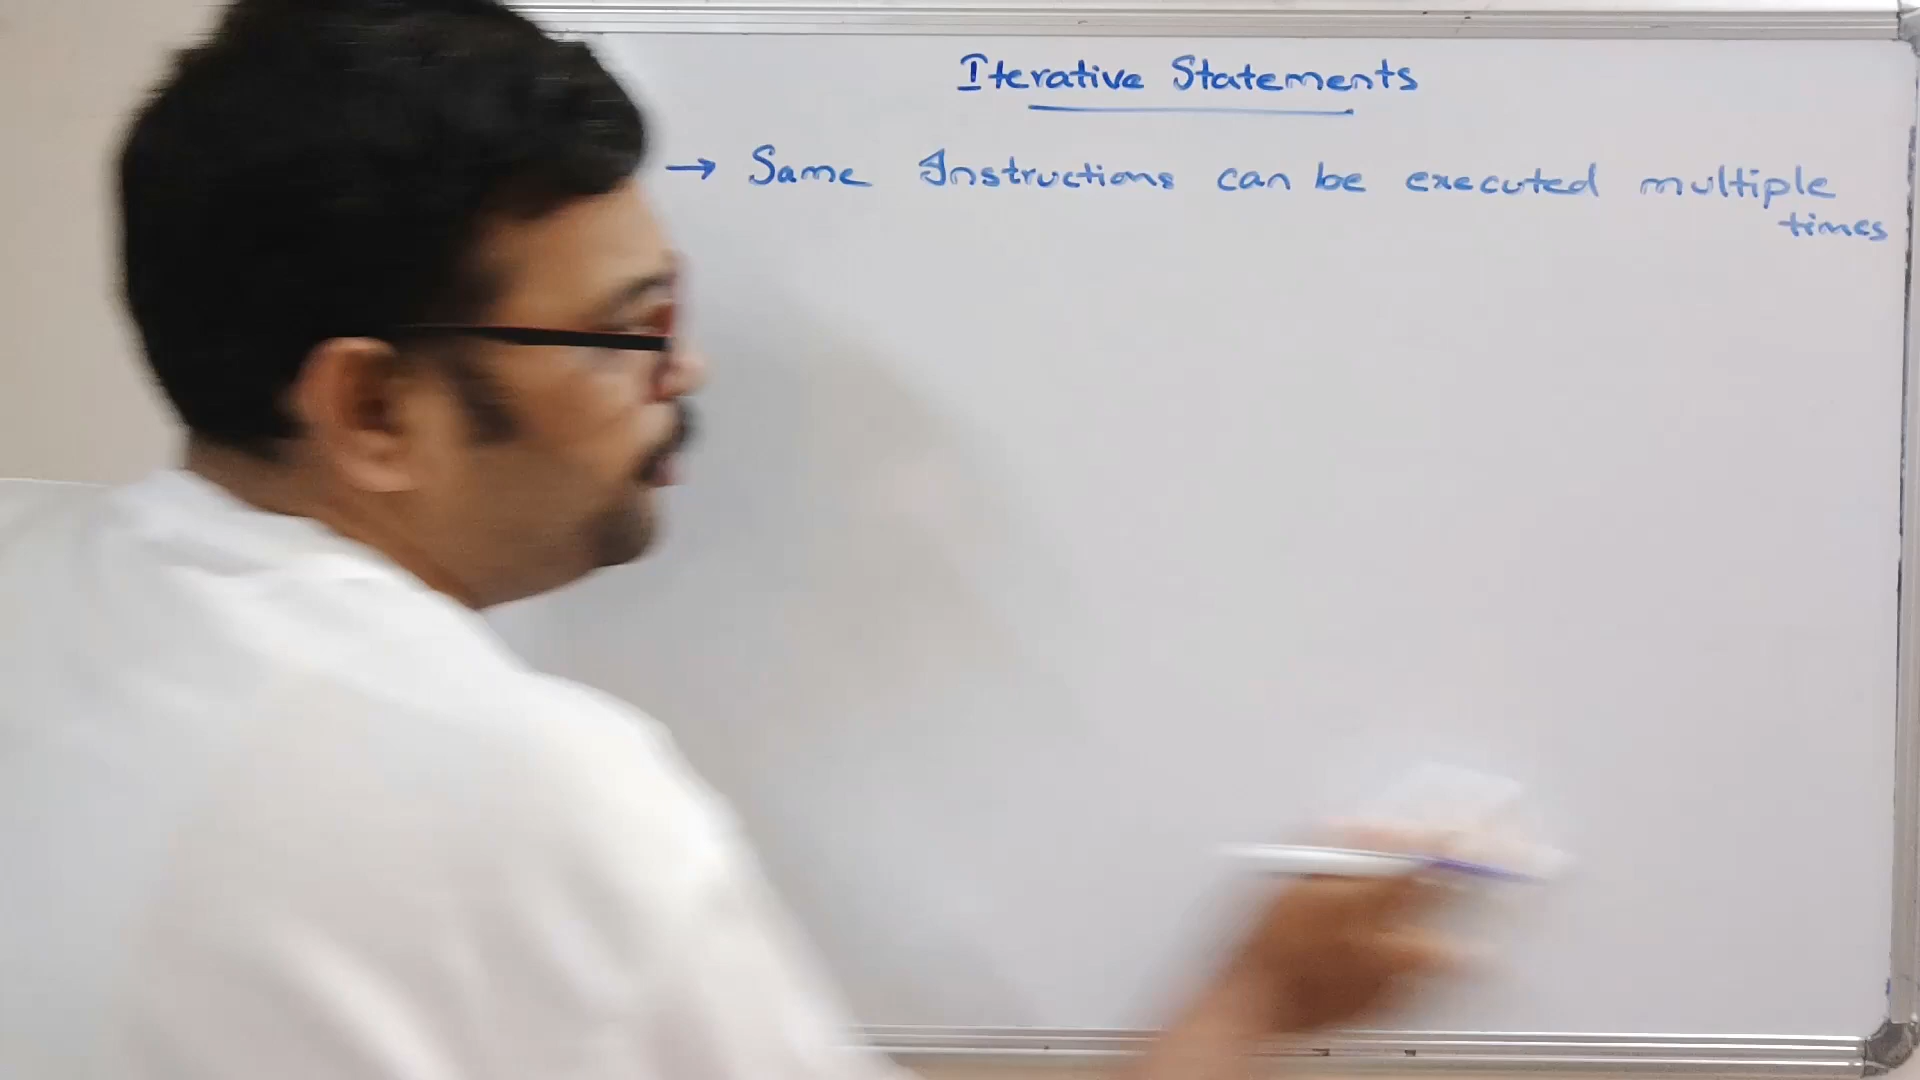 Iterative Statements
→ Same Instructions can be executed multiple
times